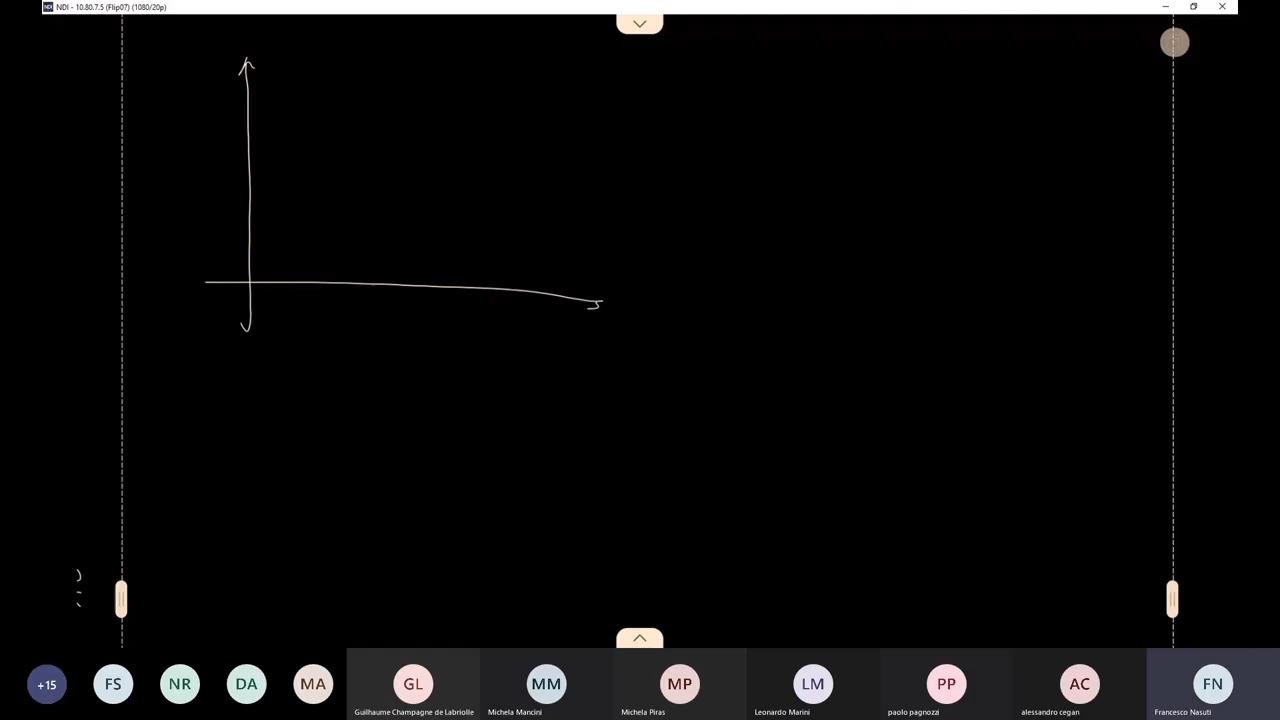 NDI - 10.80.7.5 (Flip07) (1080/20p)
+15 FS NR DA MA GL MM MP LM PP AC FN
Guilhaume Champagne de Labriolle Michela Mancini Michela Piras Leonardo Marini paolo pagnozzi alessandro cegan Francesco Nasuti